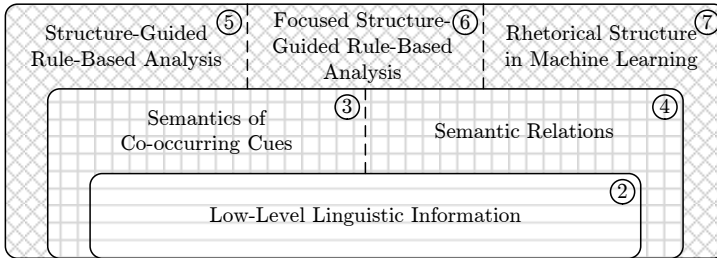 Structure-Guided
Rule-Based Analysis
5
Focused Structure-
Guided Rule-Based
Analysis
6
Rhetorical Structure
in Machine Learning
7
Semantics of
Co-occurring Cues
3
Semantic Relations
4
Low-Level Linguistic Information
2